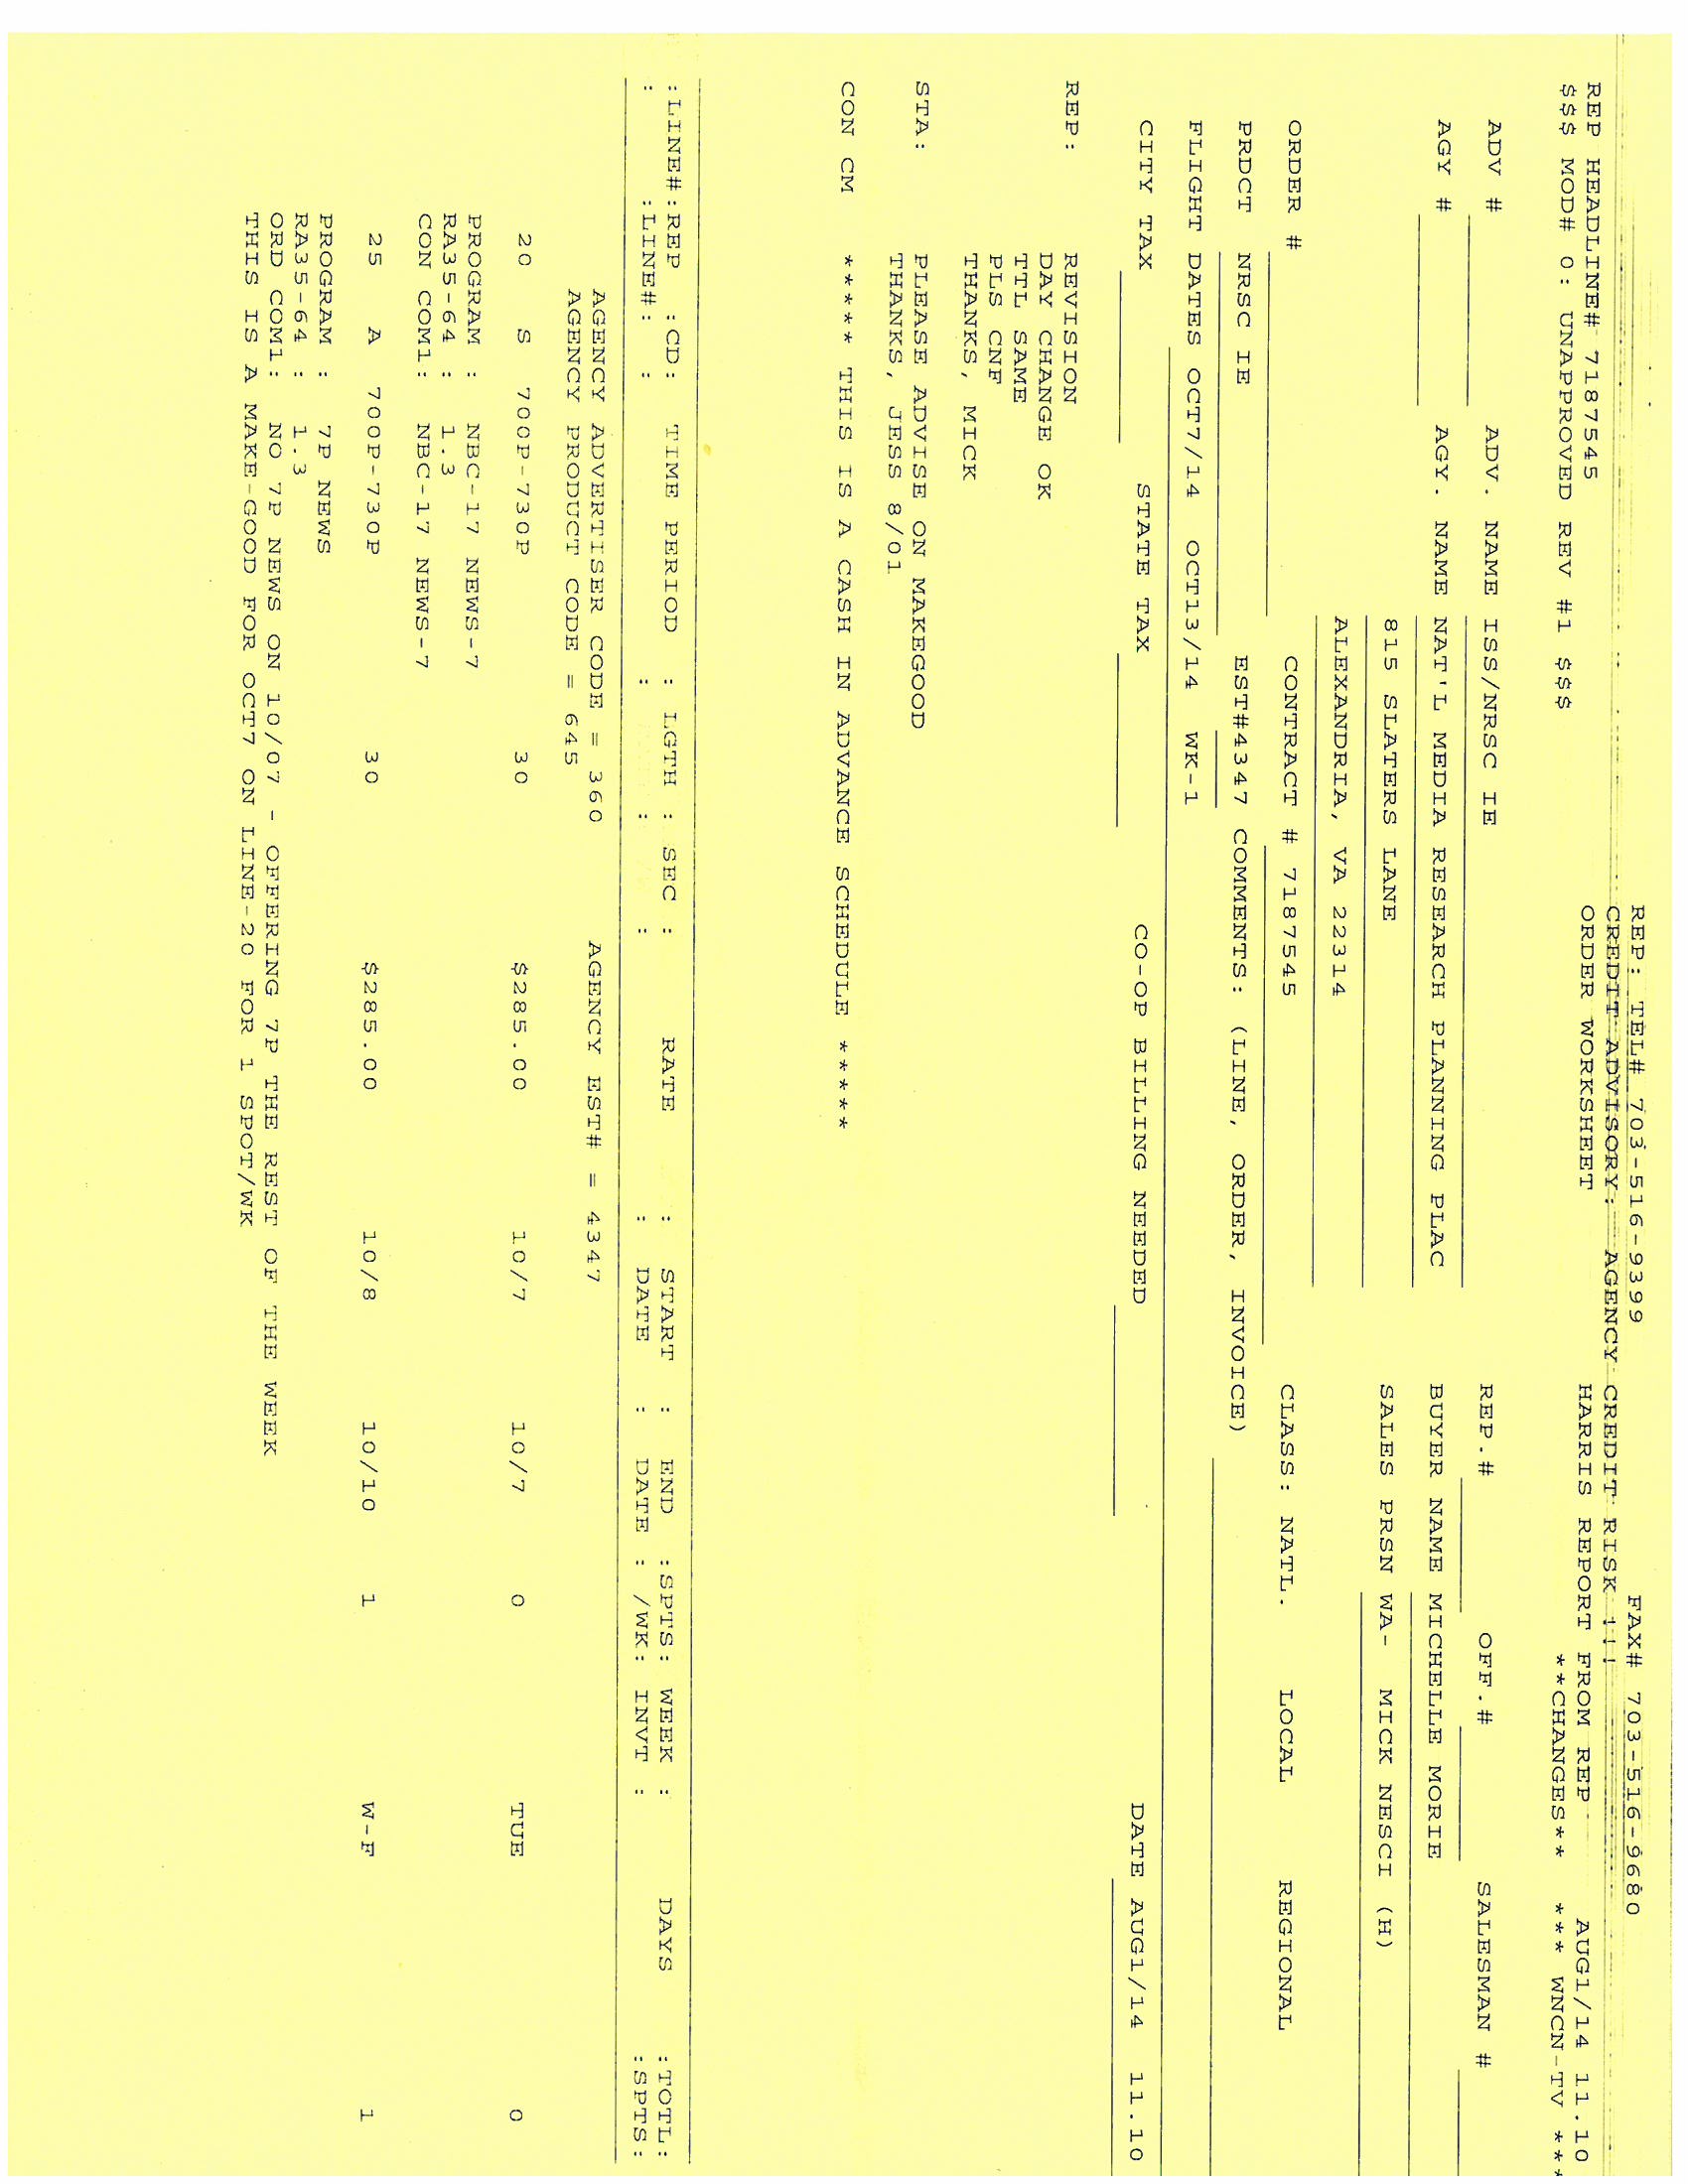 REP: TEL# 703-516-9399 FAX# 703-516-9680
CREDIT ADVISORY: AGENCY CREDIT RISK !!!
REP HEADLINE# 7187545 ORDER WORKSHEET HARRIS REPORT FROM REP AUG1/14 11.10
$$$ MOD# 0: UNAPPROVED REV #1 $$$ **CHANGES** *** WNCN-TV ***
ADV # ADV. NAME ISS/NRSC IE REP.# OFF.# SALESMAN #
AGY # AGY. NAME NAT'L MEDIA RESEARCH PLANNING PLAC BUYER NAME MICHELLE MORIE
815 SLATERS LANE SALES PRSN WA- MICK NESCI (H)
ALEXANDRIA, VA 22314
ORDER # CONTRACT # 7187545 CLASS: NATL. LOCAL REGIONAL
PRDCT NRSC IE EST#4347 COMMENTS: (LINE, ORDER, INVOICE)
FLIGHT DATES OCT7/14 OCT13/14 WK-1
CITY TAX STATE TAX CO-OP BILLING NEEDED DATE AUG1/14 11.10
REP: REVISION
DAY CHANGE OK
TTL SAME
PLS CNF
THANKS, MICK
STA: PLEASE ADVISE ON MAKEGOOD
THANKS, JESS 8/01
CON CM **** THIS IS A CASH IN ADVANCE SCHEDULE *****
:LINE#:REP :CD: TIME PERIOD : LGTH : SEC : RATE : START : END :SPTS: WEEK : DAYS :TOTL:
: :LINE#: : : : : : DATE : DATE : /WK: INVT : :SPTS:
AGENCY ADVERTISER CODE = 360 AGENCY EST# = 4347
AGENCY PRODUCT CODE = 645
20 S 700P-730P 30 $285.00 10/7 10/7 0 TUE 0
PROGRAM : NBC-17 NEWS-7
RA35-64 : 1.3
CON COM1: NBC-17 NEWS-7
25 A 700P-730P 30 $285.00 10/8 10/10 1 W-F 1
PROGRAM : 7P NEWS
RA35-64 : 1.3
ORD COM1: NO 7P NEWS ON 10/07 - OFFERING 7P THE REST OF THE WEEK
THIS IS A MAKE-GOOD FOR OCT7 ON LINE-20 FOR 1 SPOT/WK